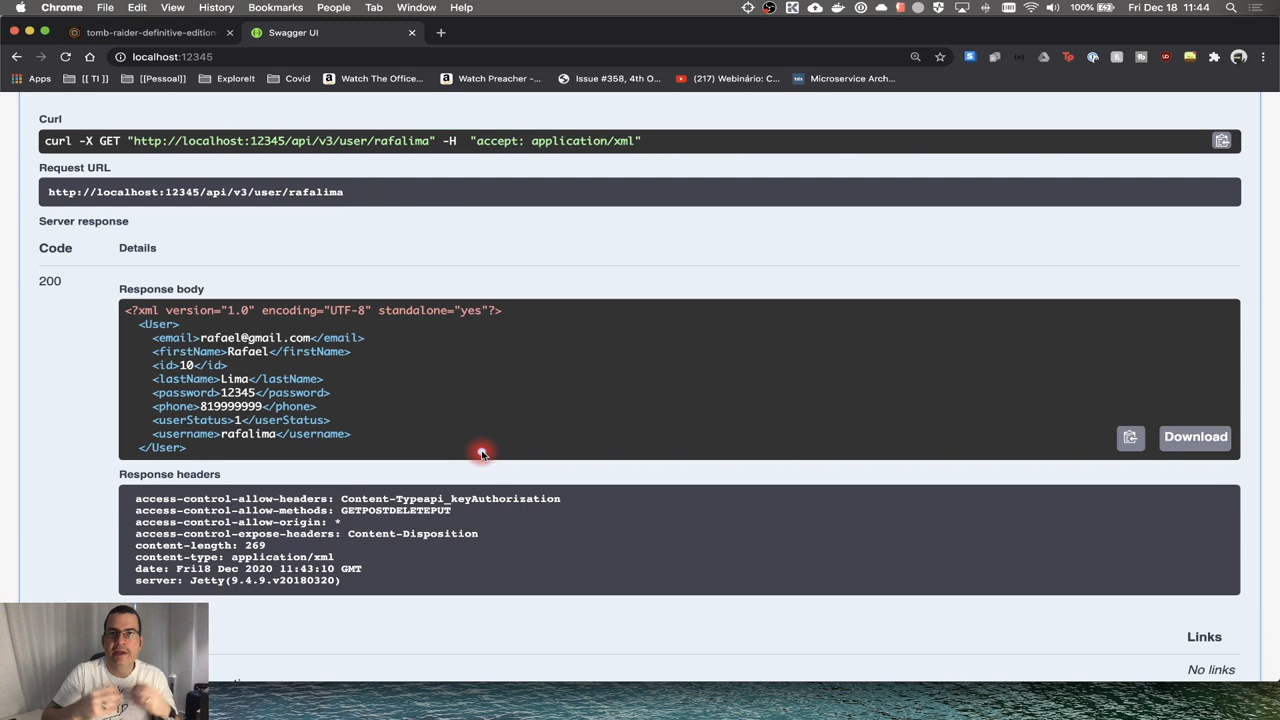 Chrome File Edit View History Bookmarks People Tab Window Help 100% Fri Dec 18 11:44
tomb-raider-definitive-edition- Swagger UI
localhost:12345
Apps [[ TI ]] [[Pessoal]] ExploreIt Covid Watch The Office... Watch Preacher -... Issue #358, 4th O... (217) Webinário: C... Microservice Arch...
Curl
curl -X GET "http://localhost:12345/api/v3/user/rafalima" -H "accept: application/xml"
Request URL
http://localhost:12345/api/v3/user/rafalima
Server response
Code Details
200
Response body
<?xml version="1.0" encoding="UTF-8" standalone="yes"?>
<User>
<email>rafael@gmail.com</email>
<firstName>Rafael</firstName>
<id>10</id>
<lastName>Lima</lastName>
<password>12345</password>
<phone>819999999</phone>
<userStatus>1</userStatus>
<username>rafalima</username>
</User>
Download
Response headers
access-control-allow-headers: Content-Typeapi_keyAuthorization
access-control-allow-methods: GETPOSTDELETEPUT
access-control-allow-origin: *
access-control-expose-headers: Content-Disposition
content-length: 269
content-type: application/xml
date: Fri18 Dec 2020 11:43:10 GMT
server: Jetty(9.4.9.v20180320)
Links
No links